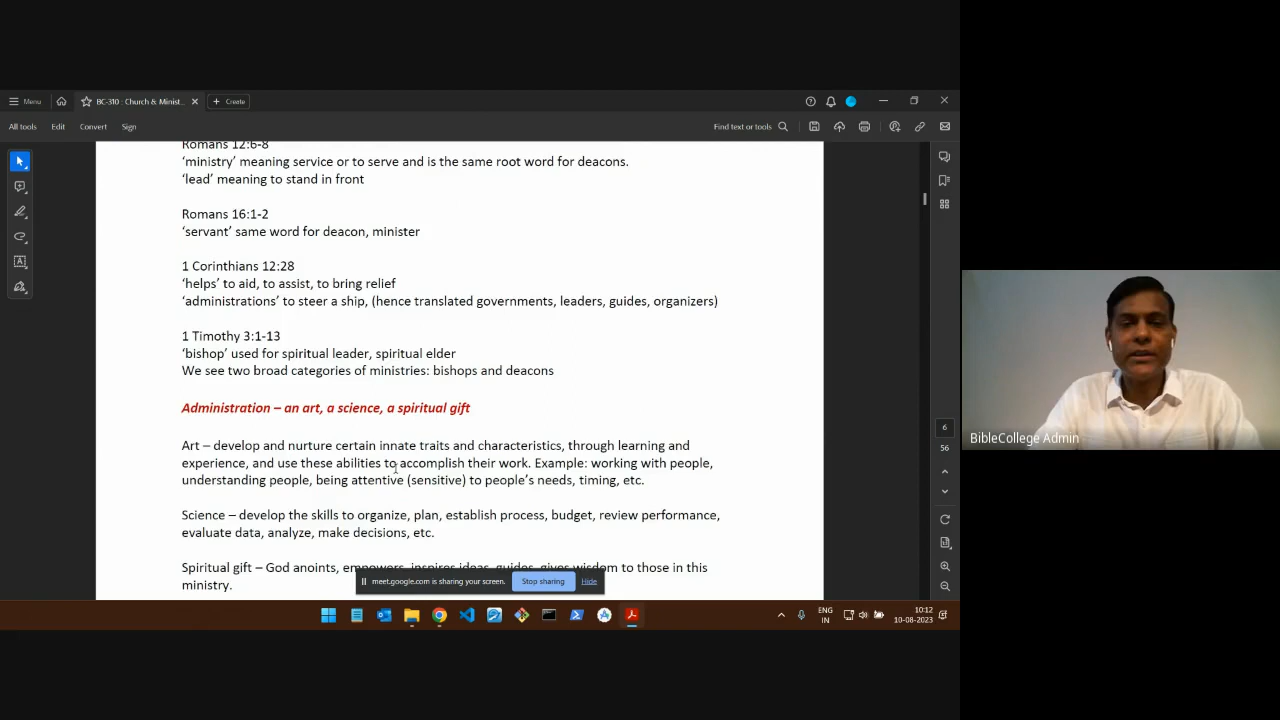 Menu
BC-310 : Church & Minist...
Create
All tools
Edit
Convert
Sign
Find text or tools
Romans 12:6-8
‘ministry’ meaning service or to serve and is the same root word for deacons.
‘lead’ meaning to stand in front
Romans 16:1-2
‘servant’ same word for deacon, minister
1 Corinthians 12:28
‘helps’ to aid, to assist, to bring relief
‘administrations’ to steer a ship, (hence translated governments, leaders, guides, organizers)
1 Timothy 3:1-13
‘bishop’ used for spiritual leader, spiritual elder
We see two broad categories of ministries: bishops and deacons
Administration – an art, a science, a spiritual gift
Art – develop and nurture certain innate traits and characteristics, through learning and
experience, and use these abilities to accomplish their work. Example: working with people,
understanding people, being attentive (sensitive) to people’s needs, timing, etc.
Science – develop the skills to organize, plan, establish process, budget, review performance,
evaluate data, analyze, make decisions, etc.
Spiritual gift – God anoints, empowers, inspires ideas, guides, gives wisdom to those in this
ministry.
6
56
meet.google.com is sharing your screen.
Stop sharing
Hide
ENG
IN
10:12
10-08-2023
BibleCollege Admin